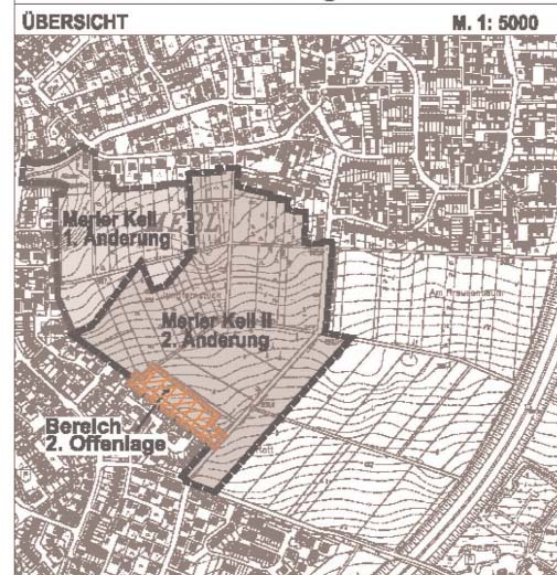 ÜBERSICHT M. 1: 5000
Merler Keil
1. Änderung
Merler Keil II
2. Änderung
Bereich
2. Offenlage